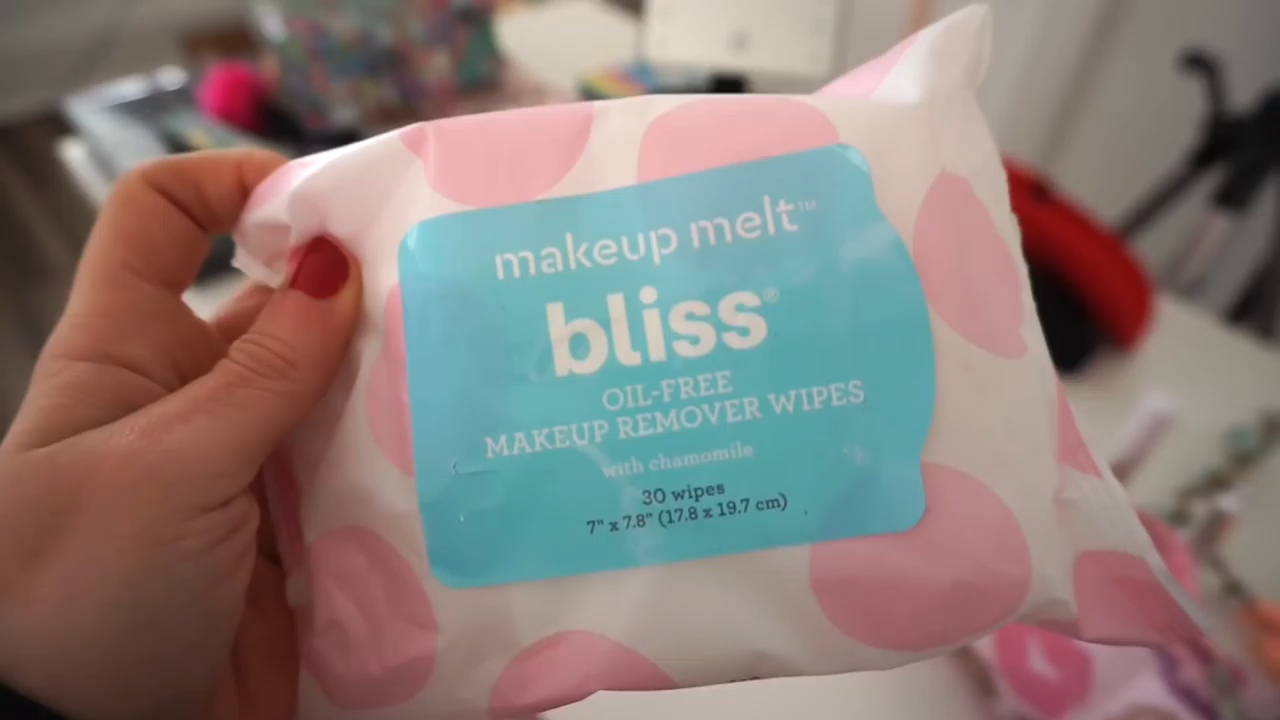 makeup melt™
bliss®
OIL-FREE
MAKEUP REMOVER WIPES
with chamomile
30 wipes
7" x 7.8" (17.8 x 19.7 cm)